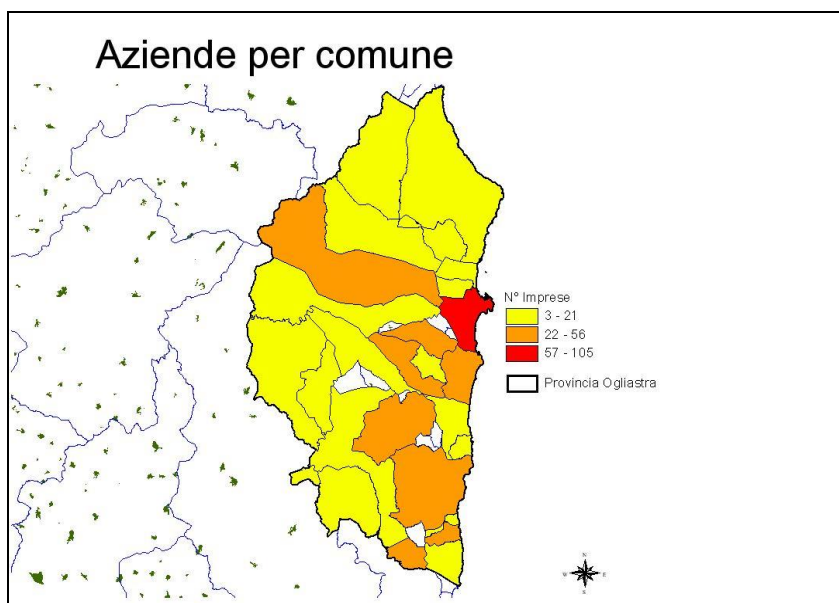 Aziende per comune
N° Imprese
3 - 21
22 - 56
57 - 105
Provincia Ogliastra
N
W E
S